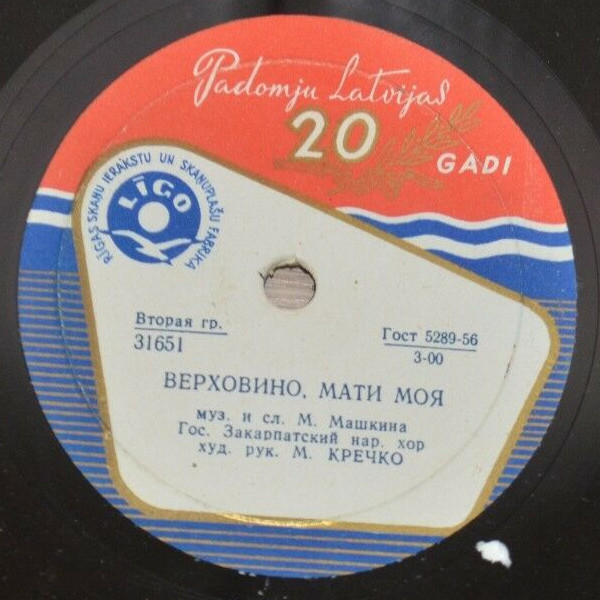 Padomju Latvijas
20 GADI
RĪGAS SKAŅU IERAKSTU UN SKAŅUPLAŠU FABRIKA
LĪGO
Вторая гр.
31651
Гост 5289-56
3-00
ВЕРХОВИНО, МАТИ МОЯ
муз. и сл. М. Машкина
Гос. Закарпатский нар. хор
худ. рук. М. КРЕЧКО